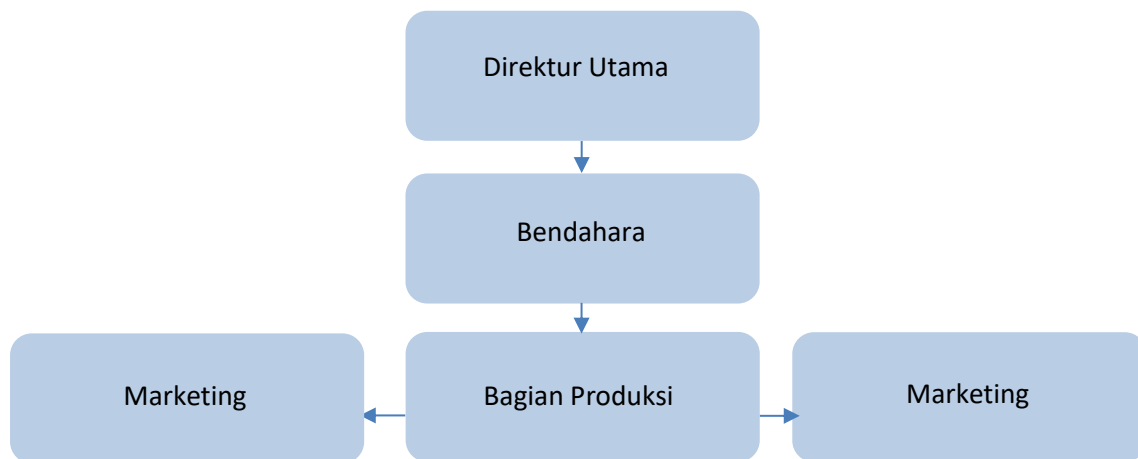 Direktur Utama
Bendahara
Marketing
Bagian Produksi
Marketing